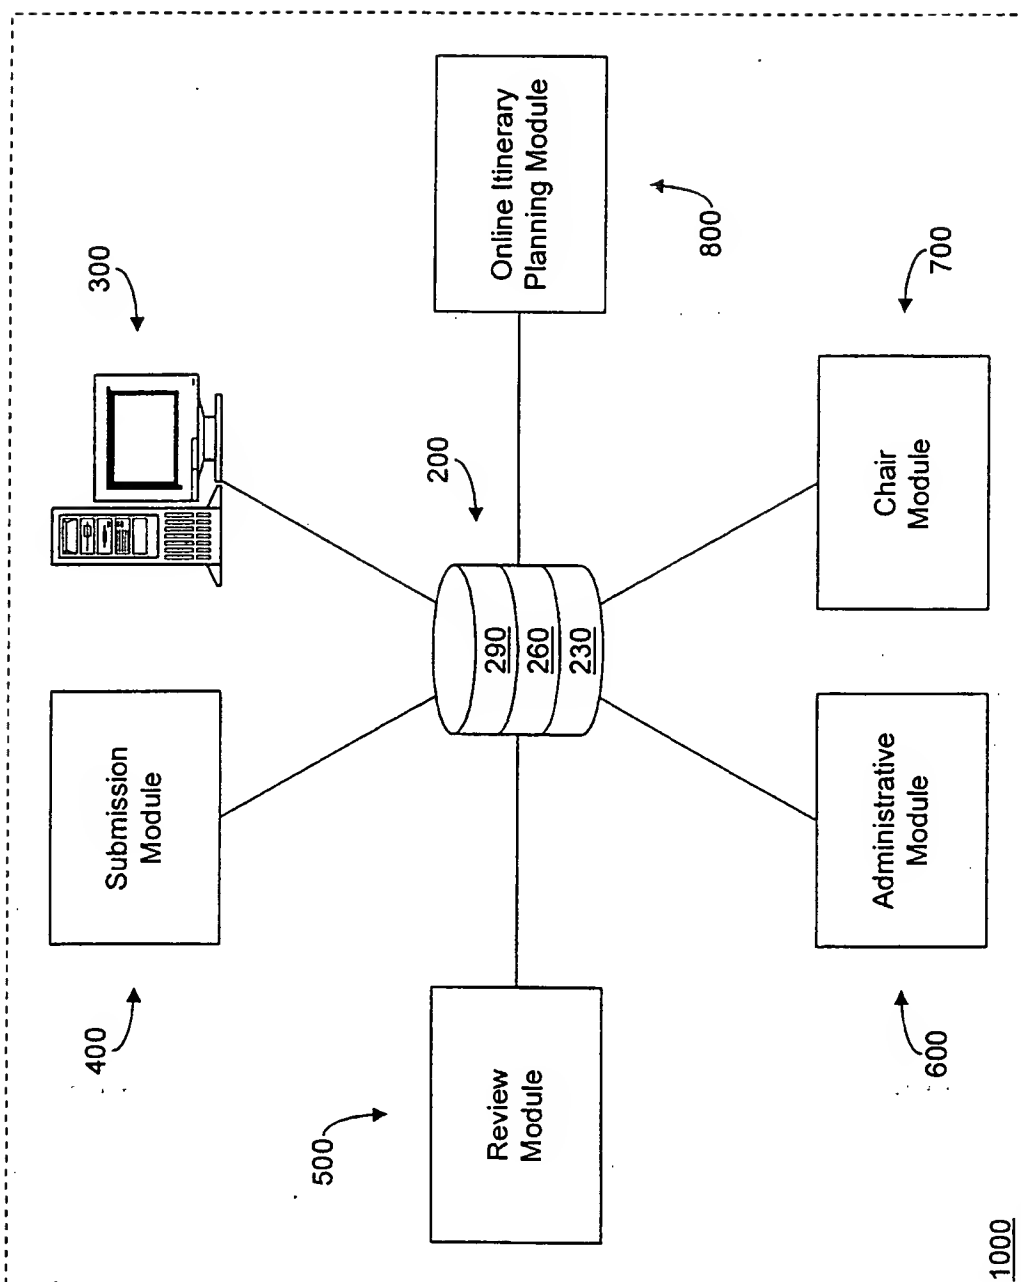 400
Submission
Module
300
500
200
Review
Module
290
260
230
Online Itinerary
Planning Module
800
Administrative
Module
Chair
Module
600
700
1000